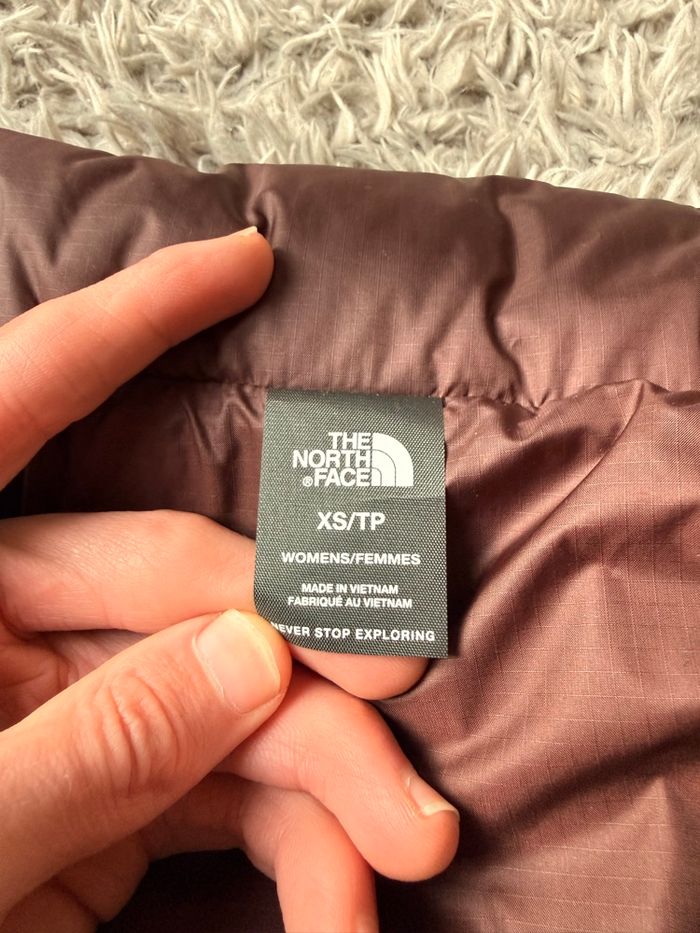 THE
NORTH
®FACE
XS/TP
WOMENS/FEMMES
MADE IN VIETNAM
FABRIQUÉ AU VIETNAM
NEVER STOP EXPLORING